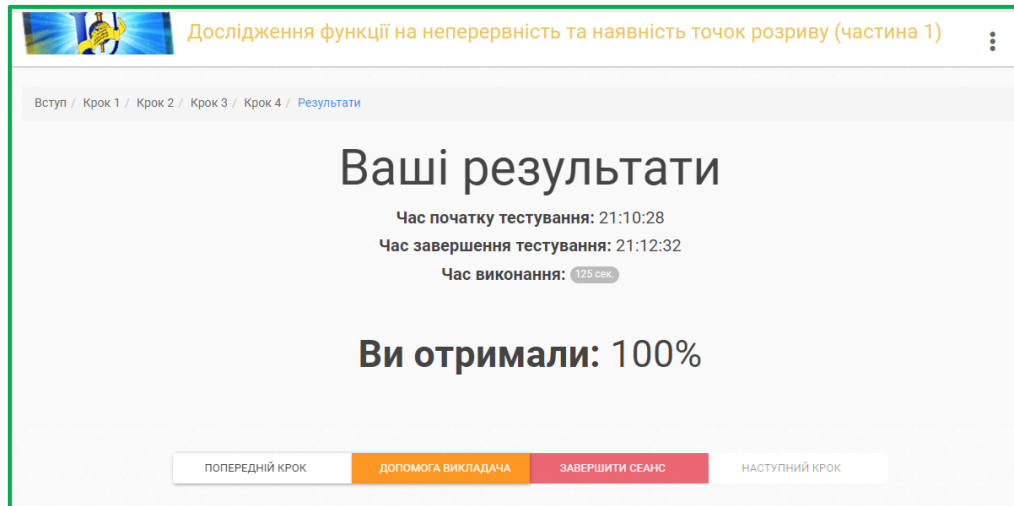 Дослідження функції на неперервність та наявність точок розриву (частина 1)
Вступ / Крок 1 / Крок 2 / Крок 3 / Крок 4 / Результати
Ваші результати
Час початку тестування: 21:10:28
Час завершення тестування: 21:12:32
Час виконання: 125 сек.
Ви отримали: 100%
ПОПЕРЕДНІЙ КРОК ДОПОМОГА ВИКЛАДАЧА ЗАВЕРШИТИ СЕАНС НАСТУПНИЙ КРОК